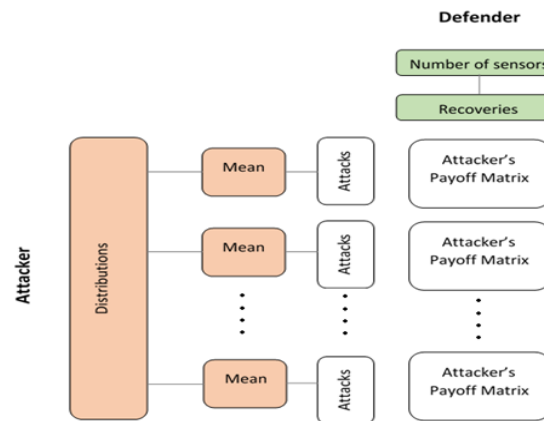 Defender
Number of sensors
Recoveries
Attacker
Distributions
Mean
Attacks
Attacker's
Payoff Matrix
Mean
Attacks
Attacker's
Payoff Matrix
Mean
Attacks
Attacker's
Payoff Matrix